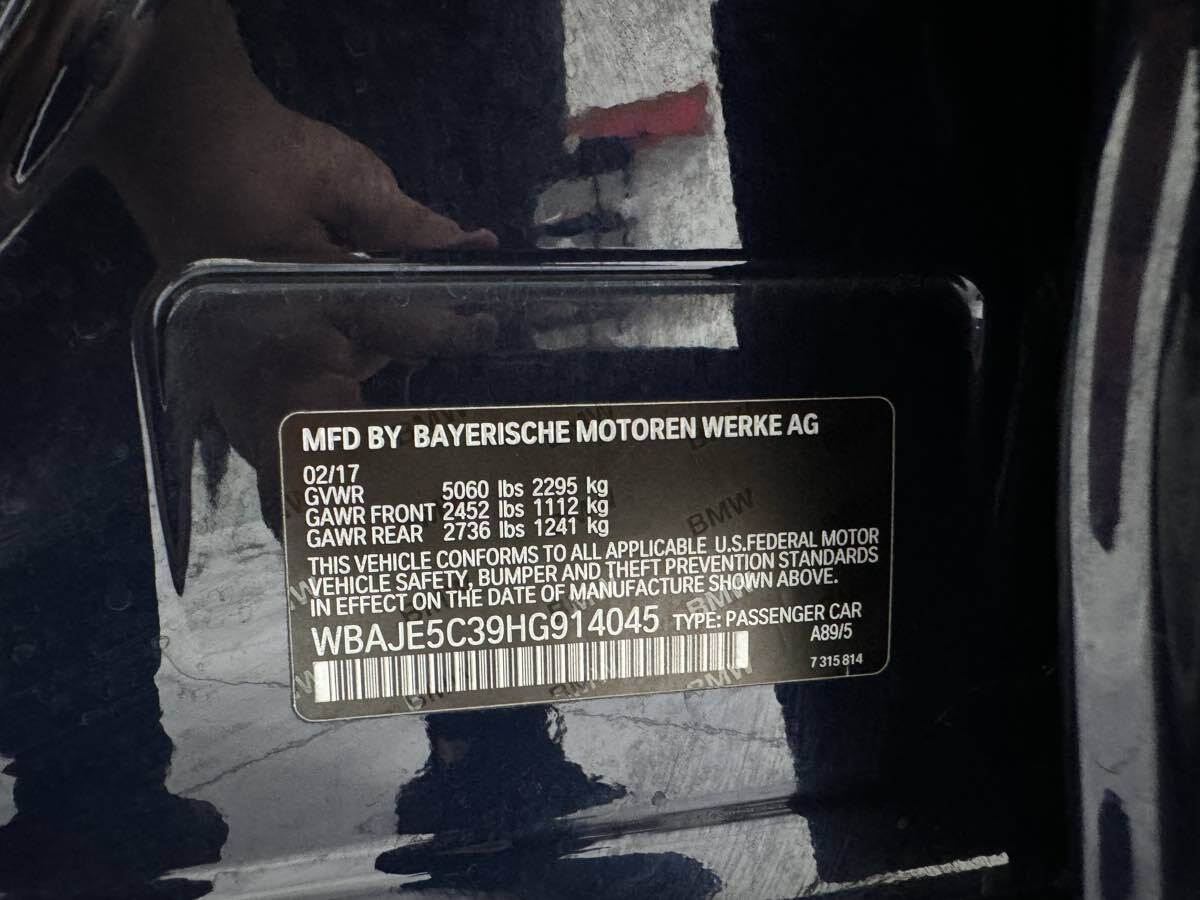 MFD BY BAYERISCHE MOTOREN WERKE AG
02/17
GVWR 5060 lbs 2295 kg
GAWR FRONT 2452 lbs 1112 kg
GAWR REAR 2736 lbs 1241 kg
THIS VEHICLE CONFORMS TO ALL APPLICABLE U.S.FEDERAL MOTOR
VEHICLE SAFETY, BUMPER AND THEFT PREVENTION STANDARDS
IN EFFECT ON THE DATE OF MANUFACTURE SHOWN ABOVE.
WBAJE5C39HG914045 TYPE: PASSENGER CAR
A89/5
7 315 814